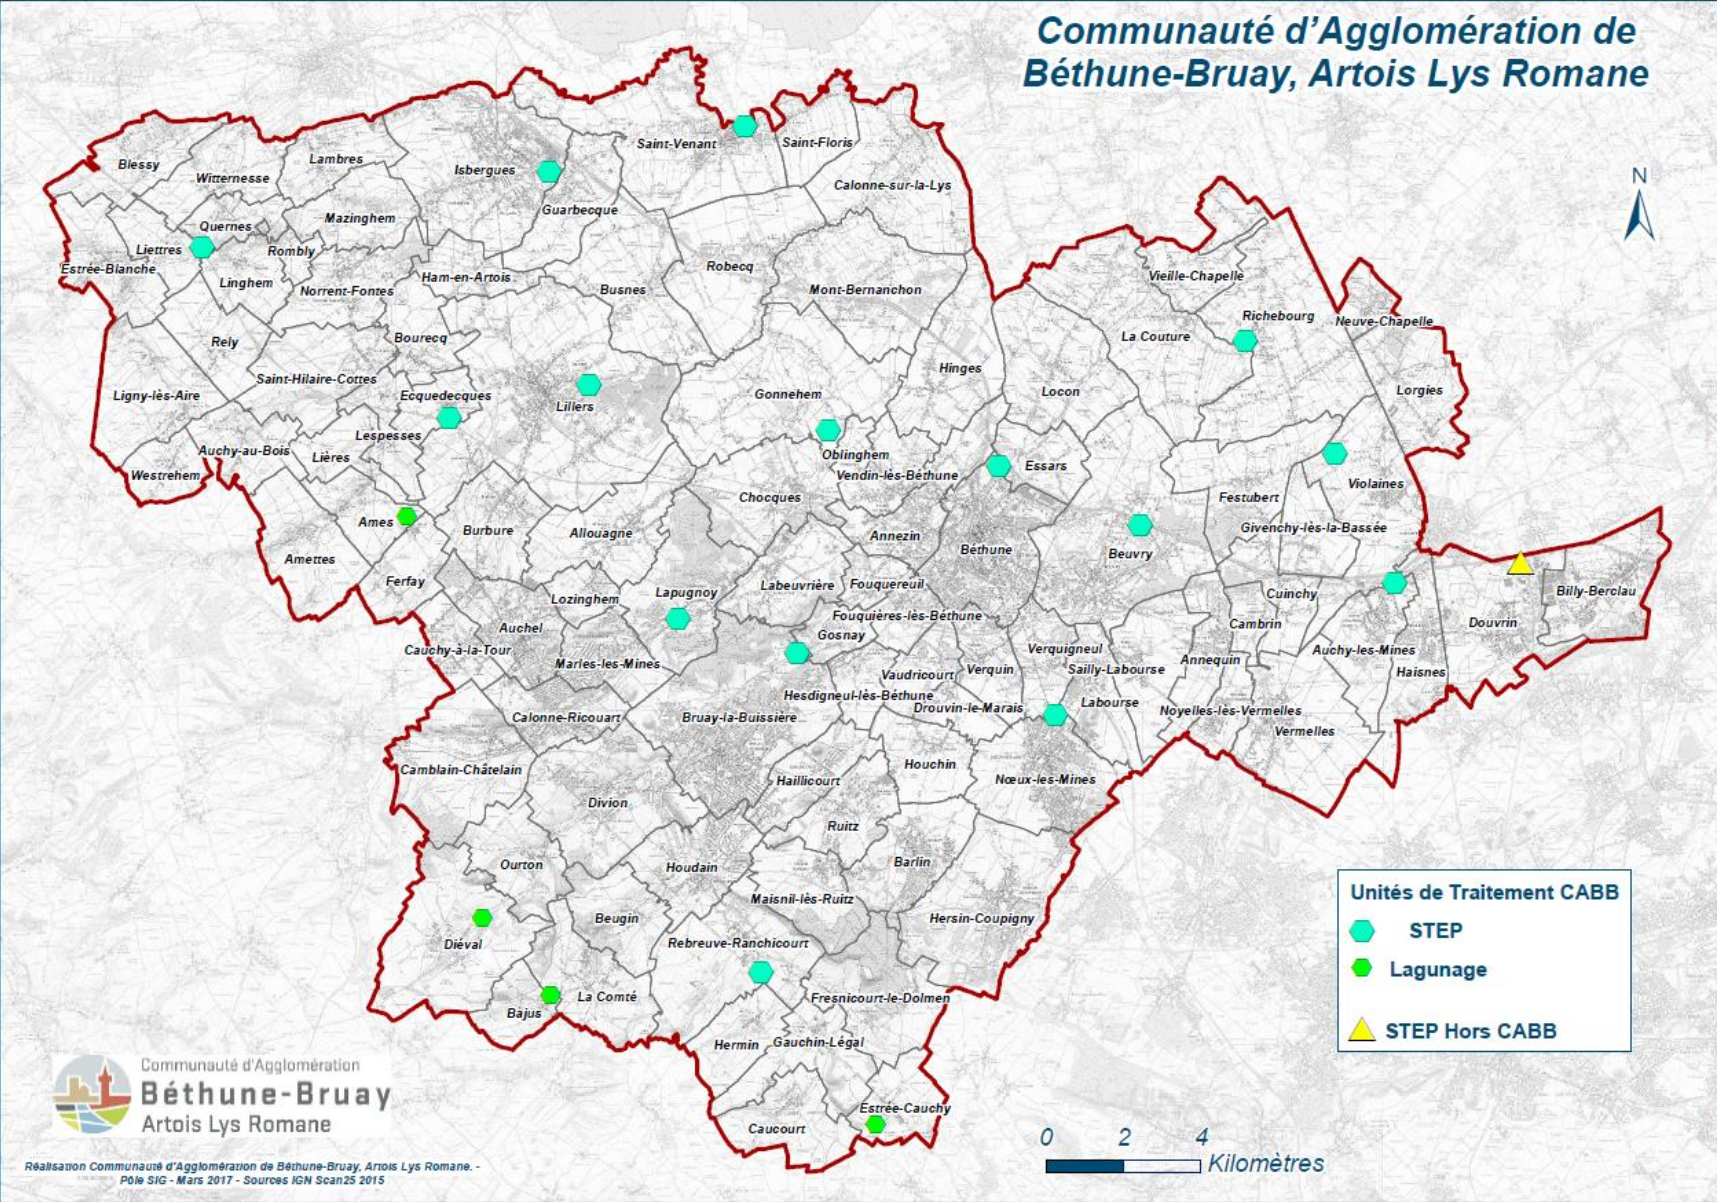 Communauté d'Agglomération de
Béthune-Bruay, Artois Lys Romane
N
Blessy
Witternesse
Lambres
Isbergues
Saint-Venant
Saint-Floris
Calonne-sur-la-Lys
Guarbecque
Mazinghem
Quernes
Liettres
Rombly
Estrée-Blanche
Linghem
Norrent-Fontes
Ham-en-Artois
Busnes
Robecq
Mont-Bernanchon
Vieille-Chapelle
Richebourg
Neuve-Chapelle
La Couture
Rely
Bourecq
Hinges
Locon
Lorgies
Saint-Hilaire-Cottes
Ligny-lès-Aire
Ecquedecques
Lillers
Gonnehem
Lespesses
Auchy-au-Bois
Lières
Westrehem
Oblinghem
Vendin-lès-Béthune
Essars
Violaines
Chocques
Festubert
Givenchy-lès-la-Bassée
Ames
Burbure
Allouagne
Annezin
Béthune
Beuvry
Amettes
Ferfay
Lozinghem
Lapugnoy
Labeuvrière
Fouquereuil
Cuinchy
Billy-Berclau
Fouquières-lès-Béthune
Cambrin
Douvrin
Auchel
Gosnay
Cauchy-à-la-Tour
Marles-les-Mines
Verquigneul
Auchy-les-Mines
Vaudricourt
Verquin
Sailly-Labourse
Annequin
Haisnes
Hesdigneul-lès-Béthune
Drouvin-le-Marais
Labourse
Noyelles-lès-Vermelles
Calonne-Ricouart
Bruay-la-Buissière
Vermelles
Camblain-Châtelain
Haillicourt
Houchin
Nœux-les-Mines
Divion
Ruitz
Ourton
Houdain
Barlin
Maisnil-lès-Ruitz
Beugin
Hersin-Coupigny
Diéval
Rebreuve-Ranchicourt
La Comté
Fresnicourt-le-Dolmen
Bajus
Hermin
Gauchin-Légal
Estrée-Cauchy
Caucourt
Unités de Traitement CABB
STEP
Lagunage
STEP Hors CABB
Communauté d'Agglomération
Béthune-Bruay
Artois Lys Romane
0 2 4
Kilomètres
Réalisation Communauté d'Agglomération de Béthune-Bruay, Artois Lys Romane. -
Pôle SIG - Mars 2017 - Sources IGN Scan25 2015